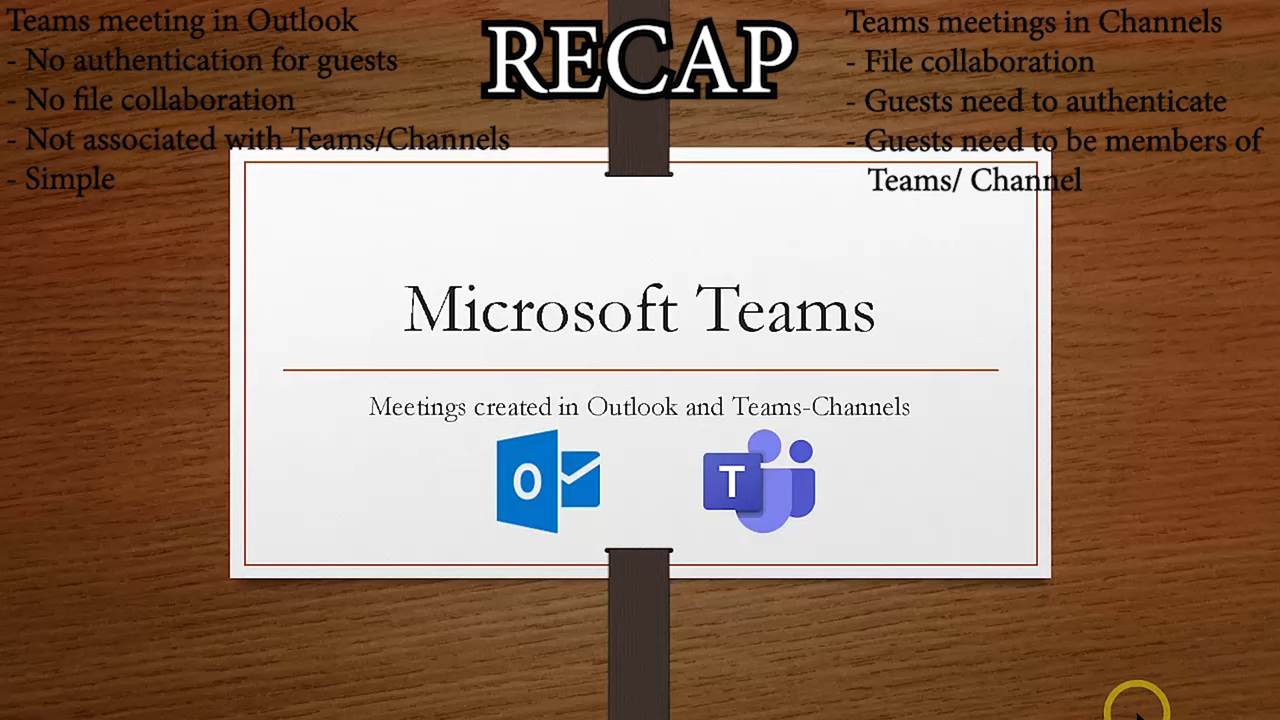 Teams meeting in Outlook
- No authentication for guests
- No file collaboration
- Not associated with Teams/Channels
- Simple
RECAP
Teams meetings in Channels
- File collaboration
- Guests need to authenticate
- Guests need to be members of
Teams/ Channel
Microsoft Teams
Meetings created in Outlook and Teams-Channels
O
T